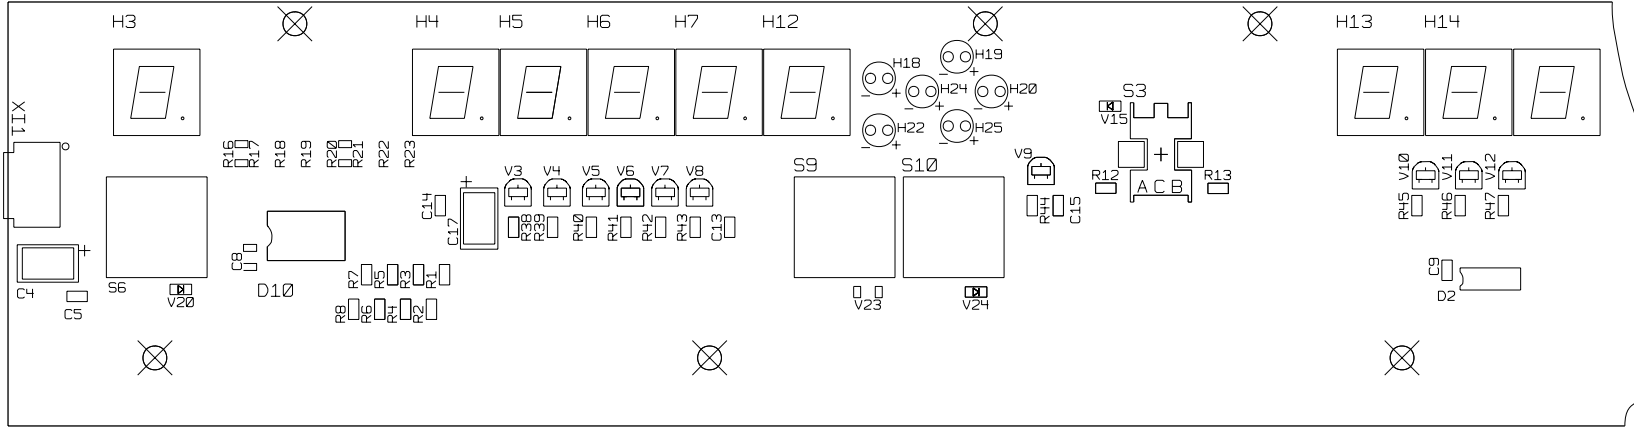 H3
H4
H5
H6
H7
H12
H13
H14
H18
H19
H24
H20
H22
H25
S3
V15
XI1
R16
R17
R18
R19
R20
R21
R22
R23
S9
S10
V9
V3
V4
V5
V6
V7
V8
V10
V11
V12
R12
A C B
R13
C14
C17
R38
R39
R40
R41
R42
R43
C13
R44
C15
R45
R46
R47
C8
C4
C5
S6
V20
D10
R7
R5
R3
R1
R8
R6
R4
R2
V23
V24
C9
D2